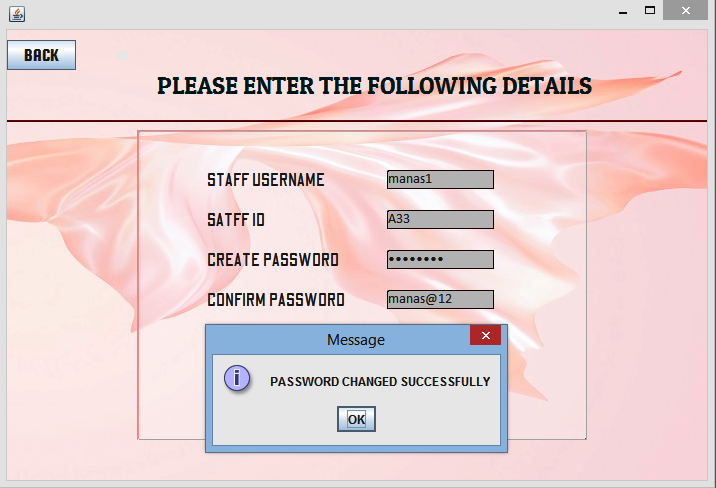 BACK
PLEASE ENTER THE FOLLOWING DETAILS
STAFF USERNAME manas1
SATFF ID A33
CREATE PASSWORD ••••••••
CONFIRM PASSWORD manas@12
Message
PASSWORD CHANGED SUCCESSFULLY
OK